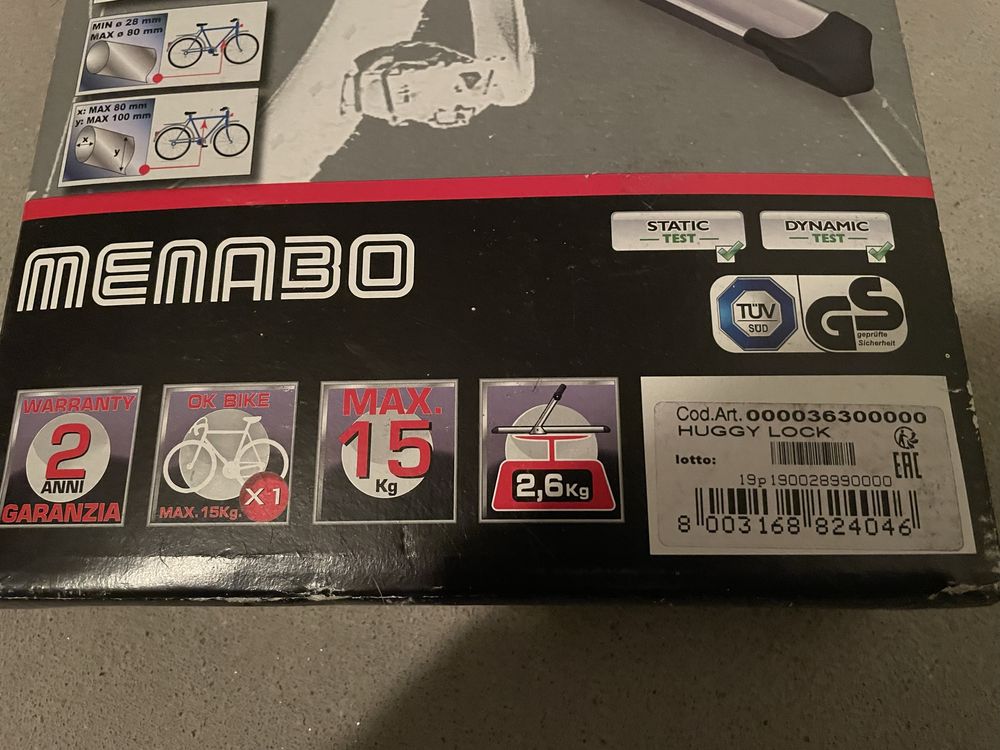 MIN ø 28 mm
MAX ø 80 mm
x: MAX 80 mm
y: MAX 100 mm
x
y
MENABO
STATIC
TEST
DYNAMIC
TEST
TÜV
SÜD
GS
geprüfte
Sicherheit
WARRANTY
2
ANNI
GARANZIA
OK BIKE
X1
MAX. 15Kg.
MAX.
15
Kg
2,6Kg
Cod.Art. 000036300000
HUGGY LOCK
lotto:
EAC
19p190028990000
8 003168 824046